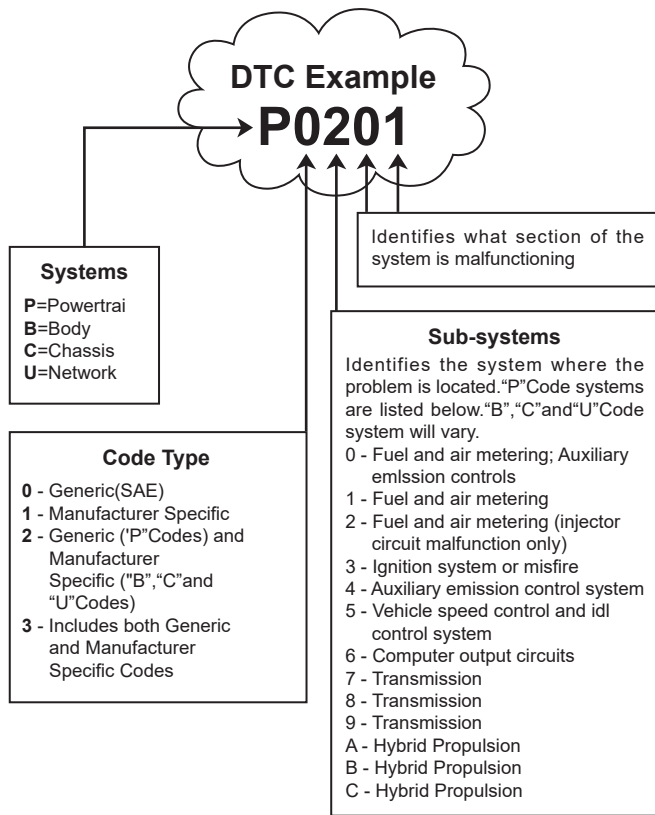 DTC Example
P0201
Identifies what section of the
system is malfunctioning
Systems
P=Powertrai
B=Body
C=Chassis
U=Network
Sub-systems
Identifies the system where the
problem is located.“P”Code systems
are listed below.“B”,“C”and“U”Code
system will vary.
0 - Fuel and air metering; Auxiliary
emlssion controls
1 - Fuel and air metering
2 - Fuel and air metering (injector
circuit malfunction only)
3 - Ignition system or misfire
4 - Auxiliary emission control system
5 - Vehicle speed control and idl
control system
6 - Computer output circuits
7 - Transmission
8 - Transmission
9 - Transmission
A - Hybrid Propulsion
B - Hybrid Propulsion
C - Hybrid Propulsion
Code Type
0 - Generic(SAE)
1 - Manufacturer Specific
2 - Generic ('P”Codes) and
Manufacturer
Specific ("B”,“C”and
“U”Codes)
3 - Includes both Generic
and Manufacturer
Specific Codes